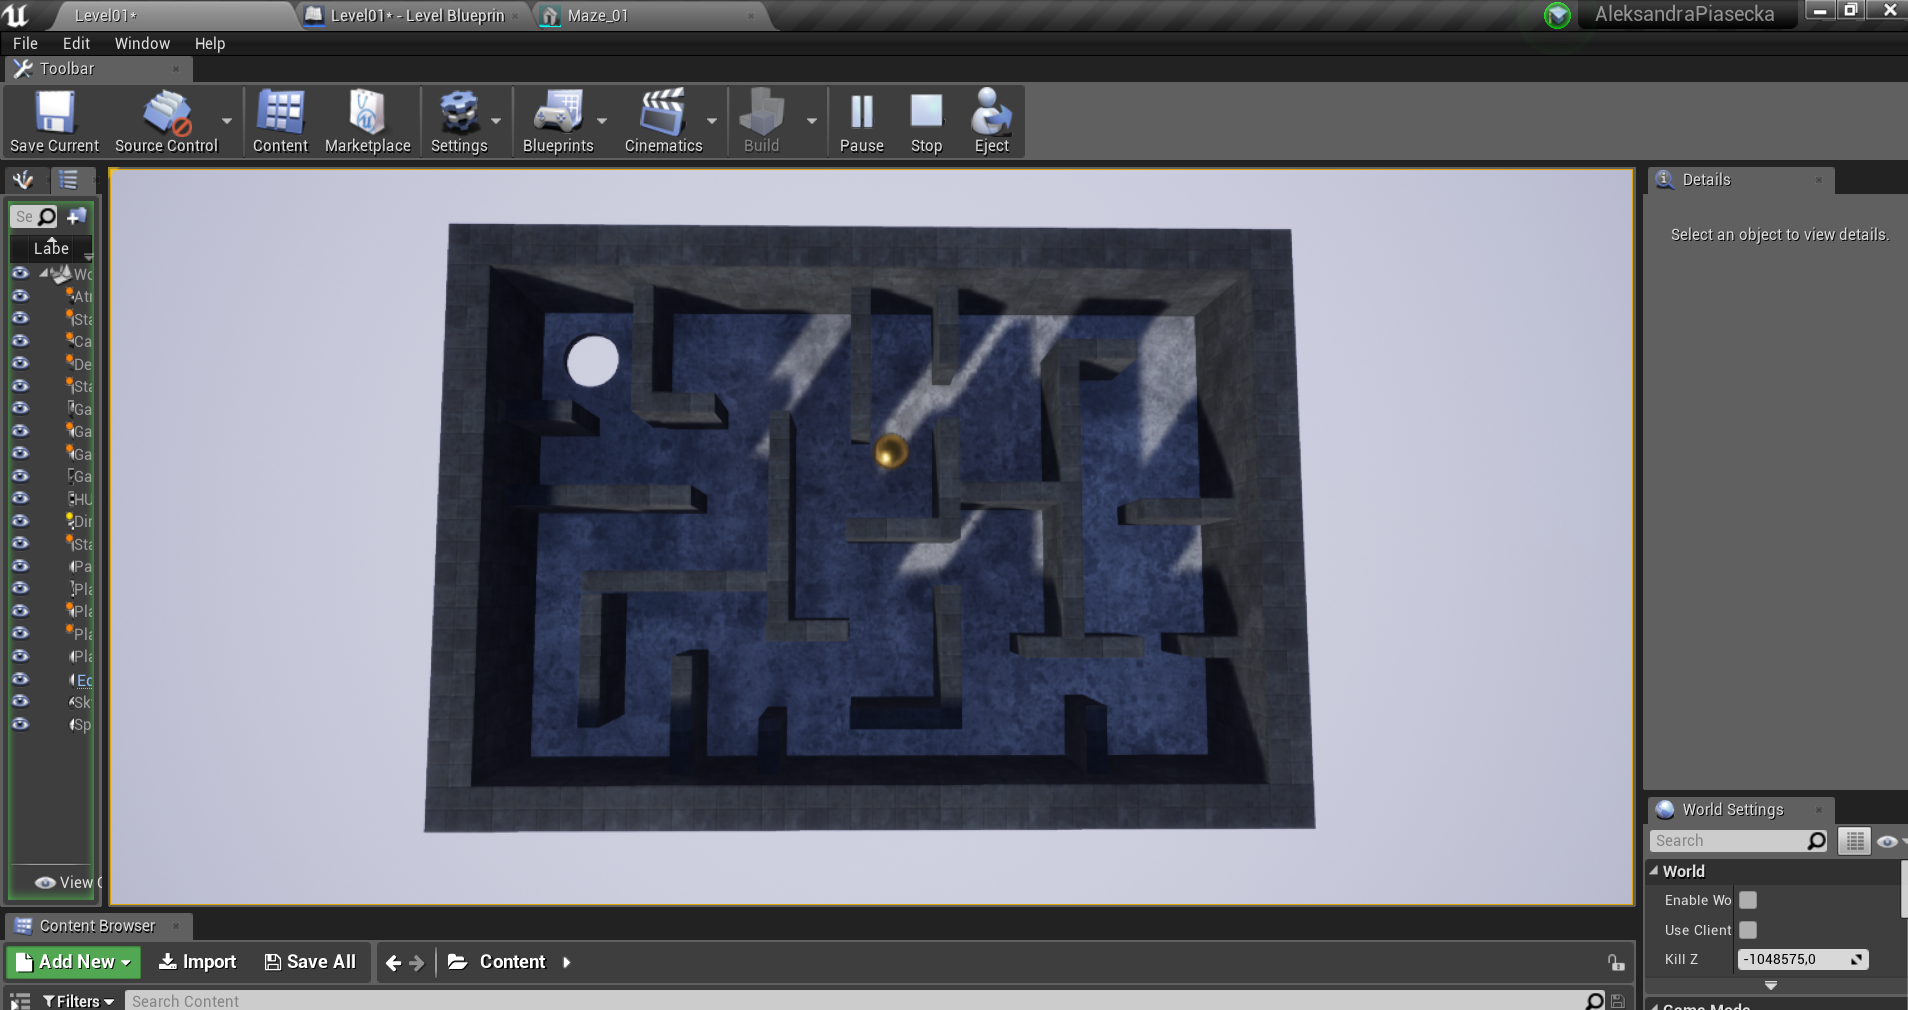 Level01*
Level01* - Level Blueprin
Maze_01
AleksandraPiasecka
File Edit Window Help
Toolbar
Save Current Source Control Content Marketplace Settings Blueprints Cinematics Build Pause Stop Eject
Details
Select an object to view details.
Se
Labe
Wo
Atr
Sta
Ca
De
Sta
Ga
Ga
Ga
Ga
HU
Dir
Sta
Pa
Pla
Pla
Pla
Pla
Ec
Sk
Sp
View
World Settings
Search
World
Enable Wo
Use Client
Kill Z -1048575,0
Game Mode
Content Browser
Add New Import Save All Content
Filters Search Content